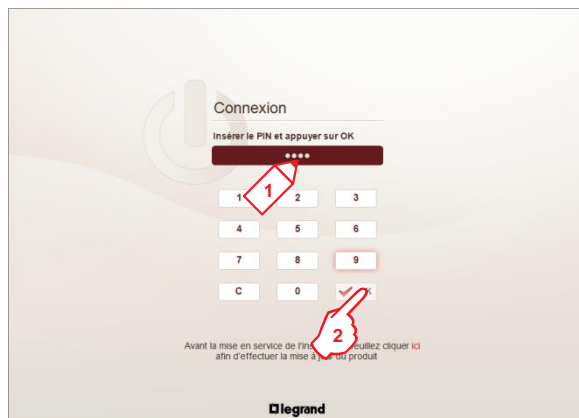 Connexion
Insérer le PIN et appuyer sur OK
1 2 3
1
4 5 6
7 8 9
C 0
2
Avant la mise en service de l'ins euillez cliquer ici
afin d'effectuer la mise à jour du produit
legrand